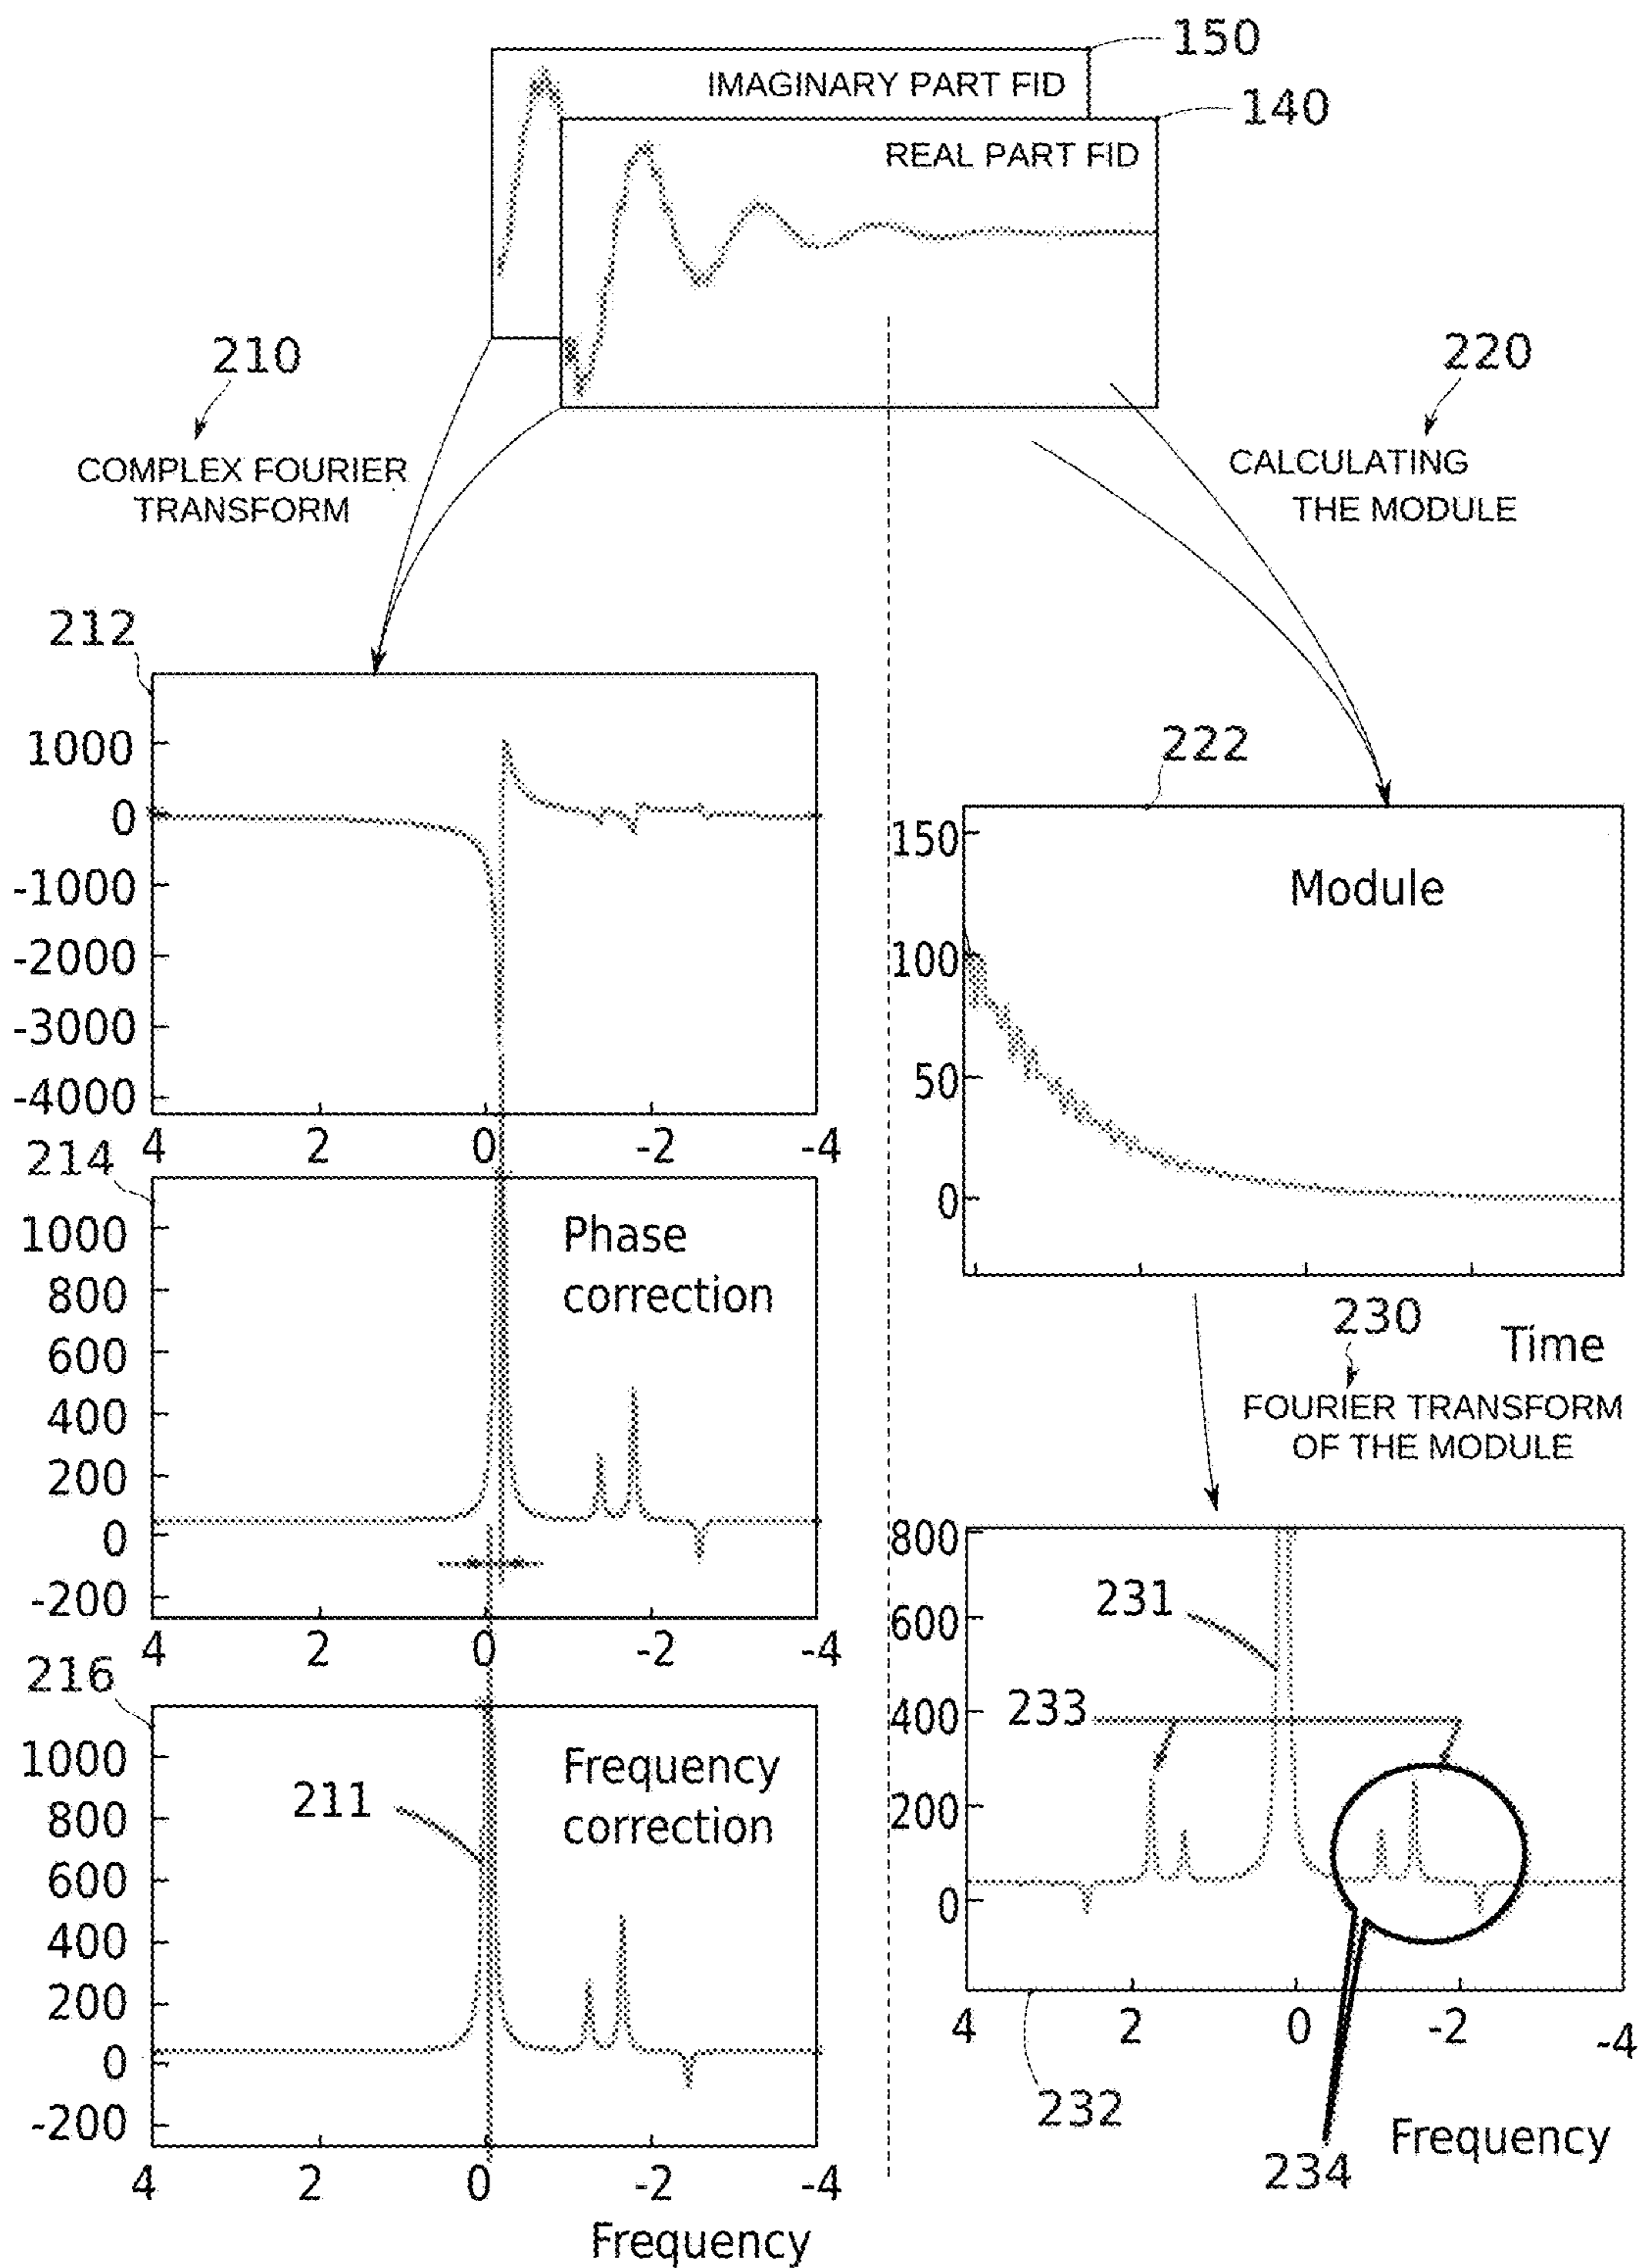 150
IMAGINARY PART FID
140
REAL PART FID
210
COMPLEX FOURIER
TRANSFORM
220
CALCULATING
THE MODULE
212
1000
0
-1000
-2000
-3000
-4000
4 2 0 -2 -4
214
1000
800
600
400
200
0
-200
Phase
correction
4 2 0 -2 -4
216
1000
800
600
400
200
0
-200
211
Frequency
correction
4 2 0 -2 -4
Frequency
222
150
100
50
0
Module
Time
230
FOURIER TRANSFORM
OF THE MODULE
800
600
400
200
0
231
233
4 2 0 -2 -4
232
234
Frequency